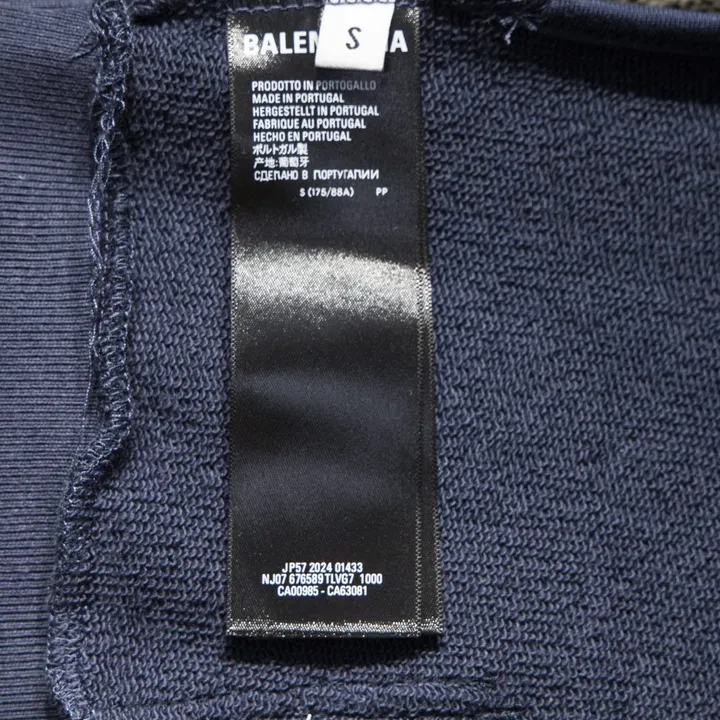 BALEN
S
A
PRODOTTO IN PORTOGALLO
MADE IN PORTUGAL
HERGESTELLT IN PORTUGAL
FABRIQUE AU PORTUGAL
HECHO EN PORTUGAL
ポルトガル製
产地:葡萄牙
СДЕЛАНО В ПОРТУГАЛИИ
S (175/88A) PP
JP57 2024 01433
NJ07 676589 TLVG7 1000
CA00985 - CA63081